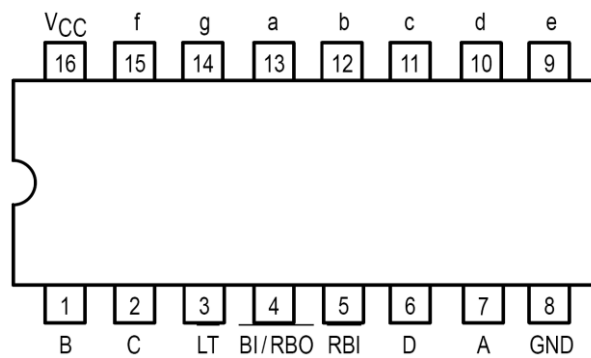 VCC f g a b c d e
16 15 14 13 12 11 10 9
1 2 3 4 5 6 7 8
B C LT BI/RBO RBI D A GND